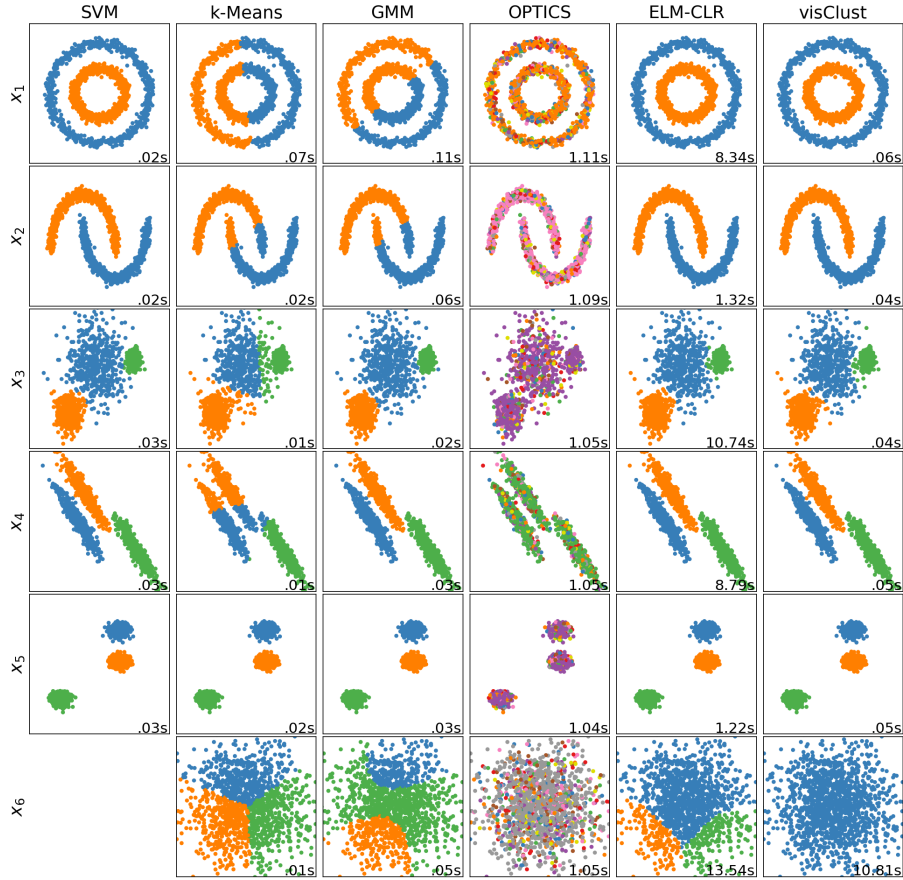 SVM k-Means GMM OPTICS ELM-CLR visClust
x1 .02s .07s .11s 1.11s 8.34s .06s
x2 .02s .02s .06s 1.09s 1.32s .04s
x3 .03s .01s .02s 1.05s 10.74s .04s
x4 .03s .01s .03s 1.05s 8.79s .05s
x5 .03s .02s .03s 1.04s 1.22s .05s
x6 .01s .05s 1.05s 13.54s 10.81s